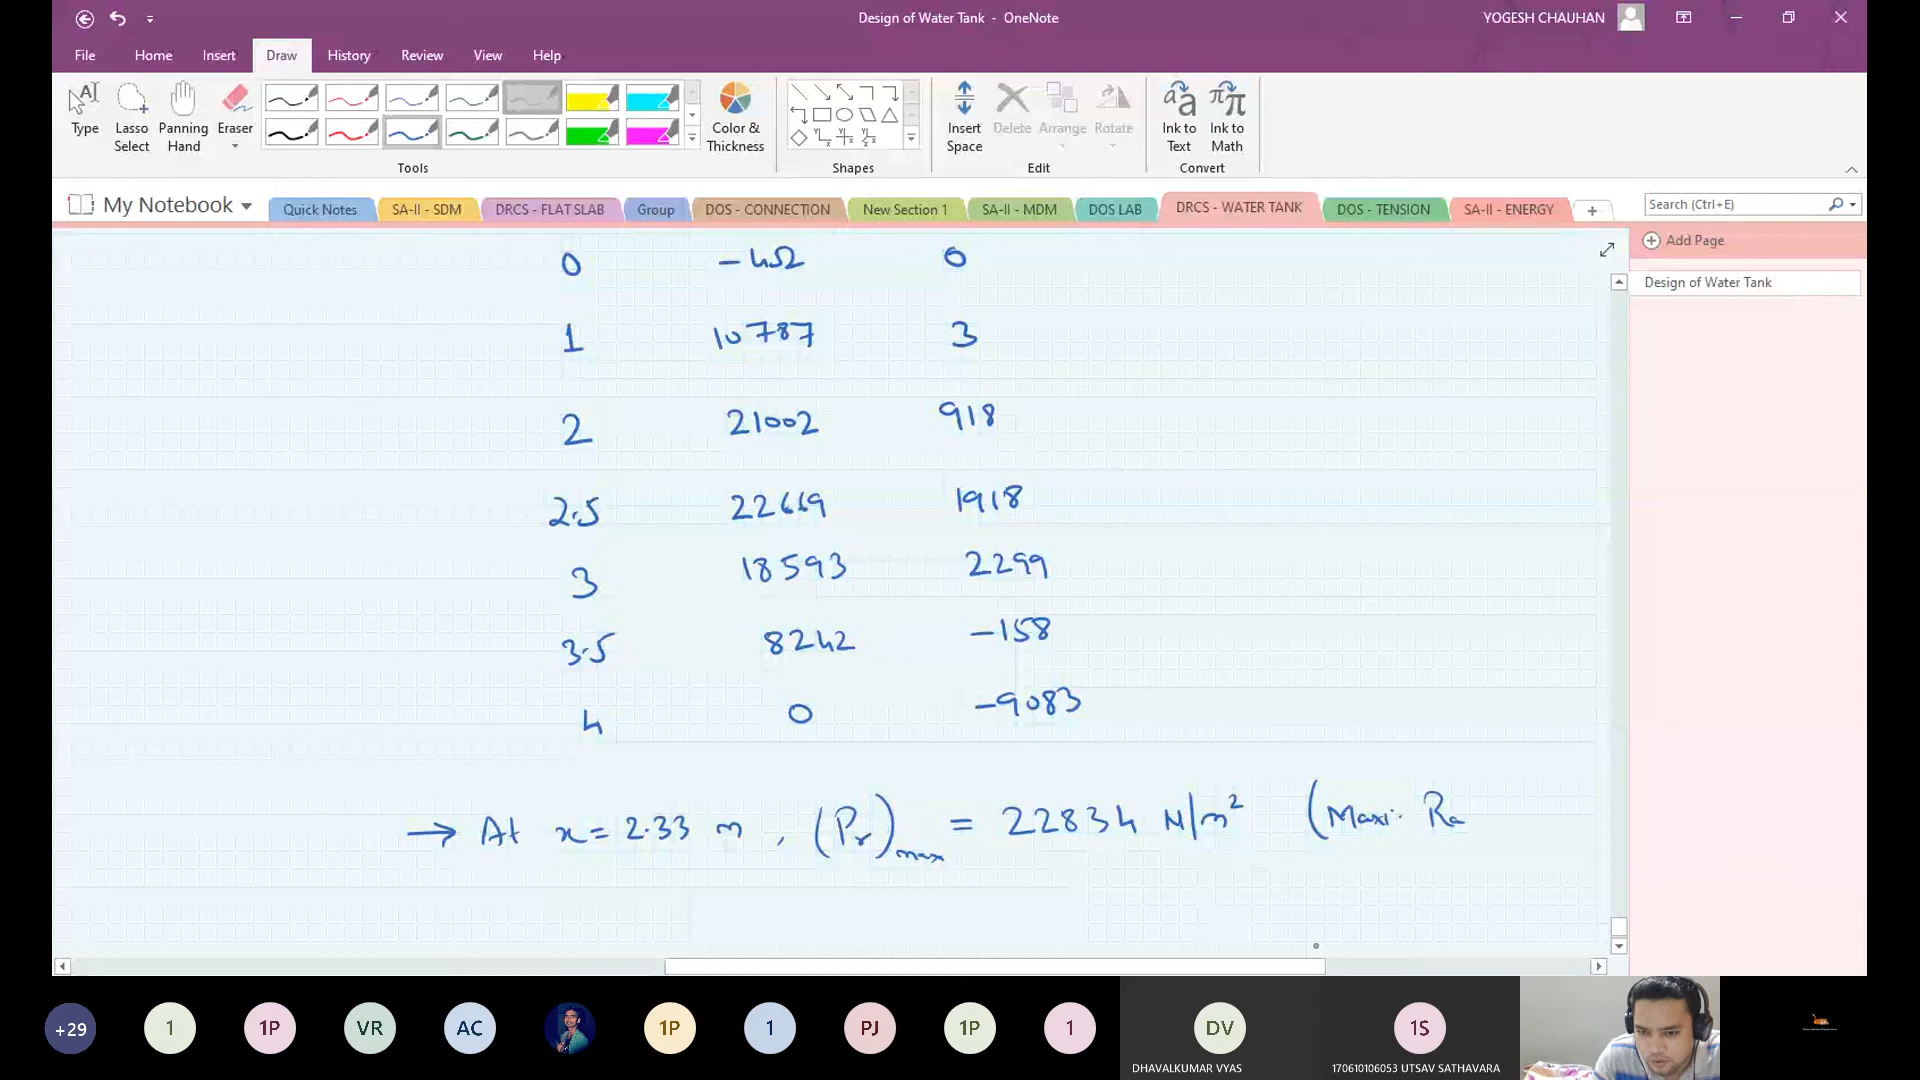 Design of Water Tank - OneNote
YOGESH CHAUHAN
File Home Insert Draw History Review View Help
Type
Lasso Select
Panning Hand
Eraser
Color & Thickness
Insert Space
Delete
Arrange
Rotate
Ink to Text
Ink to Math
Tools
Shapes
Edit
Convert
My Notebook
Quick Notes
SA-II - SDM
DRCS - FLAT SLAB
Group
DOS - CONNECTION
New Section 1
SA-II - MDM
DOS LAB
DRCS - WATER TANK
DOS - TENSION
SA-II - ENERGY
Search (Ctrl+E)
Add Page
Design of Water Tank
0 0
1 10787 3
2 21002 918
2.5 22669 1918
3 18593 2299
3.5 8242 -158
4 0 -9083
→ At x = 2.33 m , (Pr)max = 22834 N/m² (Maxi. Ra
+29 1 1P VR AC 1P 1 PJ 1P 1 DV 1S
DHAVALKUMAR VYAS
170610106053 UTSAV SATHAVARA